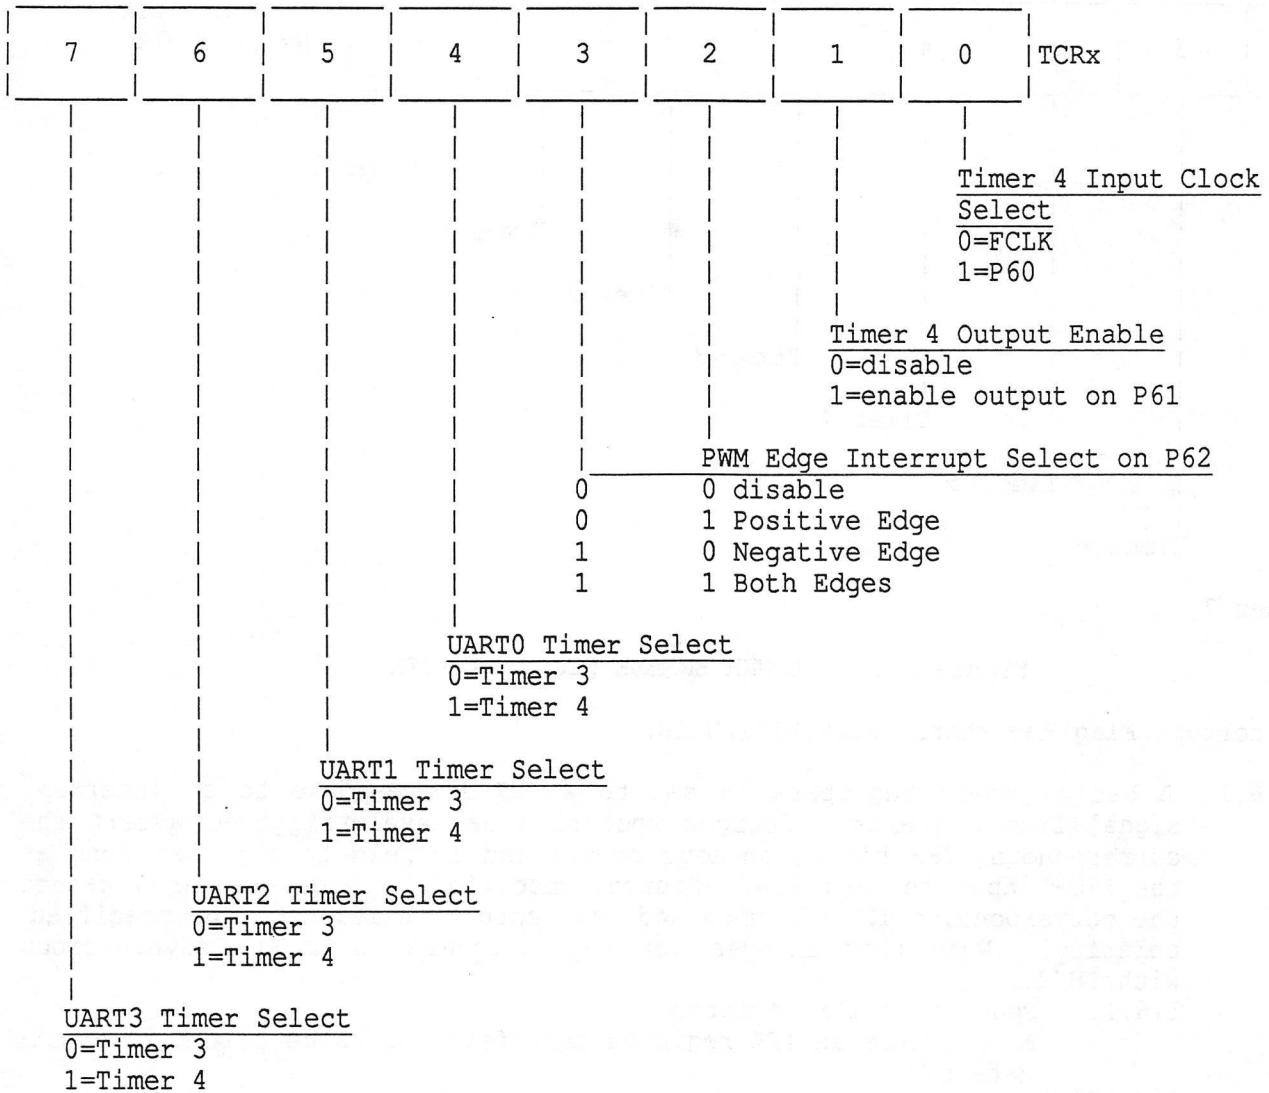 7 6 5 4 3 2 1 0 TCRx
Timer 4 Input Clock
Select
0=FCLK
1=P60
Timer 4 Output Enable
0=disable
1=enable output on P61
PWM Edge Interrupt Select on P62
0 0 disable
0 1 Positive Edge
1 0 Negative Edge
1 1 Both Edges
UART0 Timer Select
0=Timer 3
1=Timer 4
UART1 Timer Select
0=Timer 3
1=Timer 4
UART2 Timer Select
0=Timer 3
1=Timer 4
UART3 Timer Select
0=Timer 3
1=Timer 4